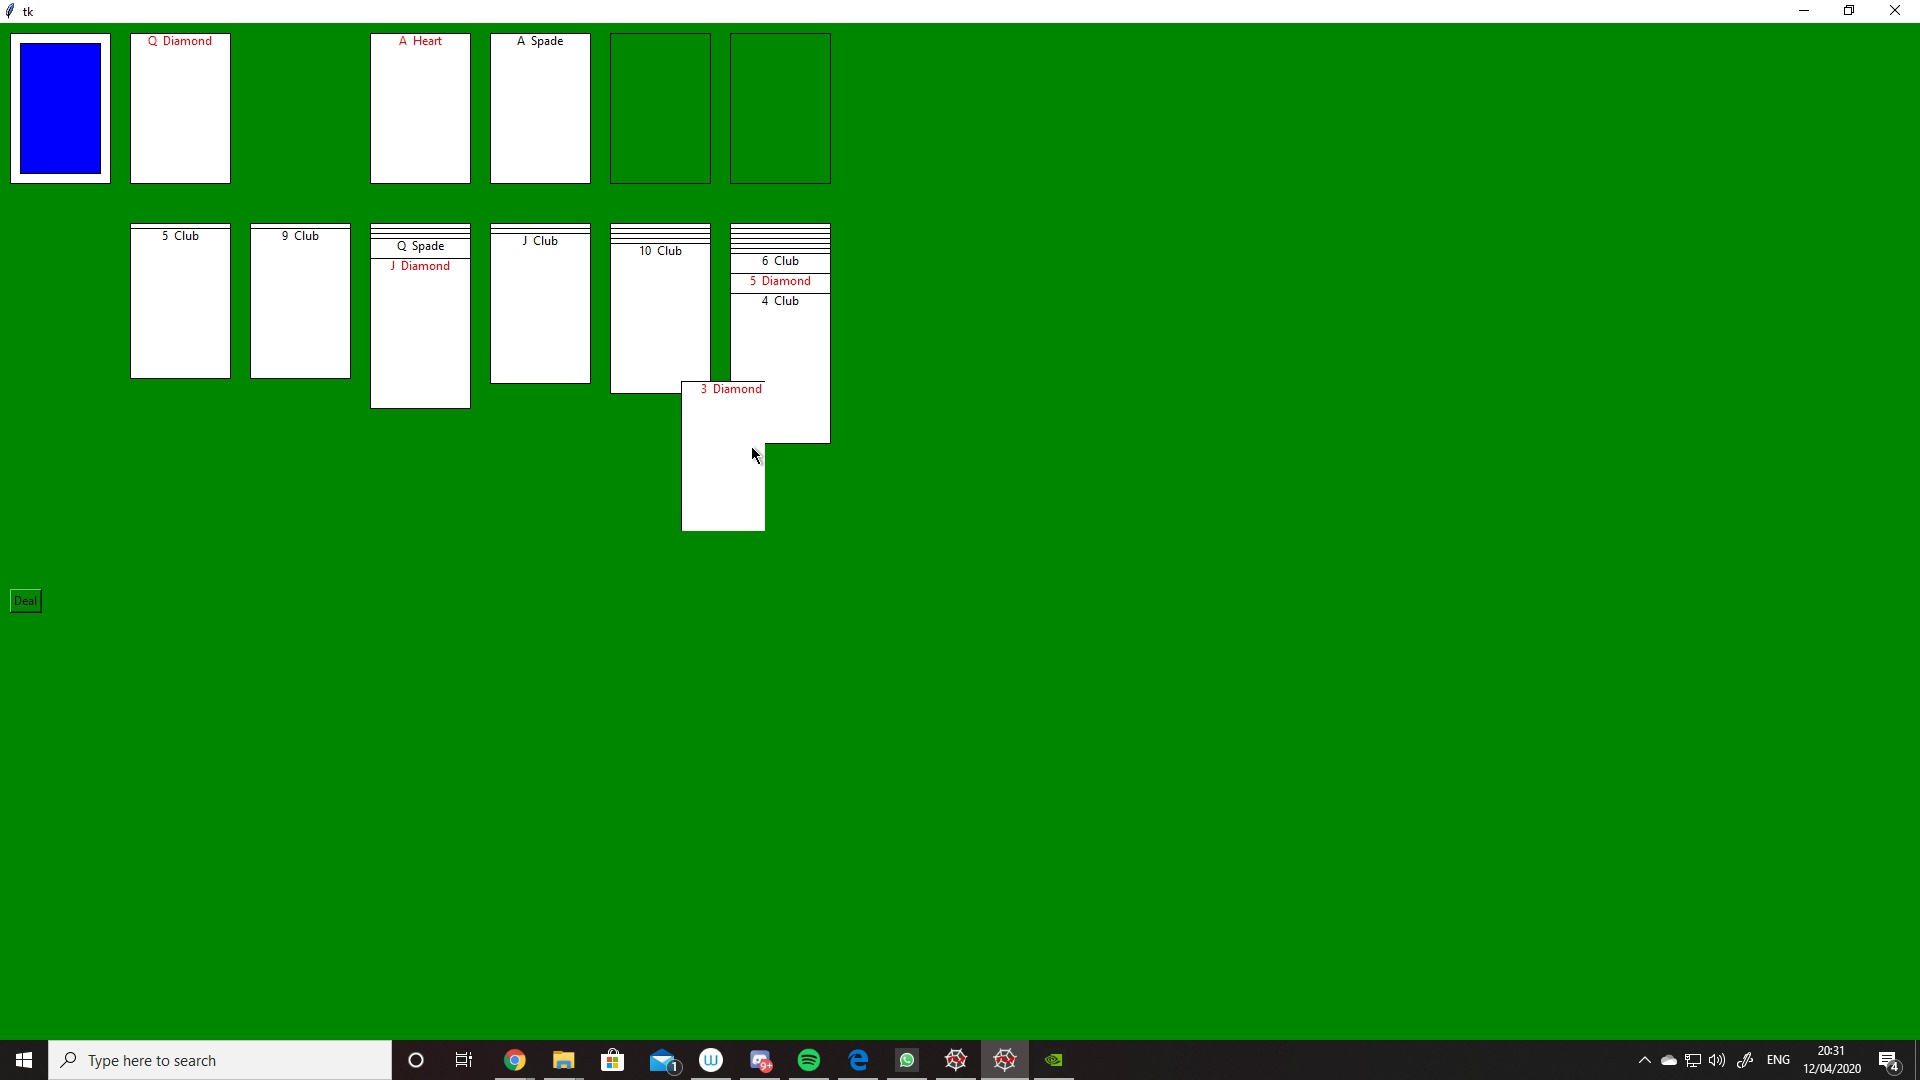 tk
Q Diamond
A Heart
A Spade
5 Club
9 Club
Q Spade
J Diamond
J Club
10 Club
6 Club
5 Diamond
4 Club
3 Diamond
Deal
Type here to search
1
W
9+
ENG
20:31
12/04/2020
4